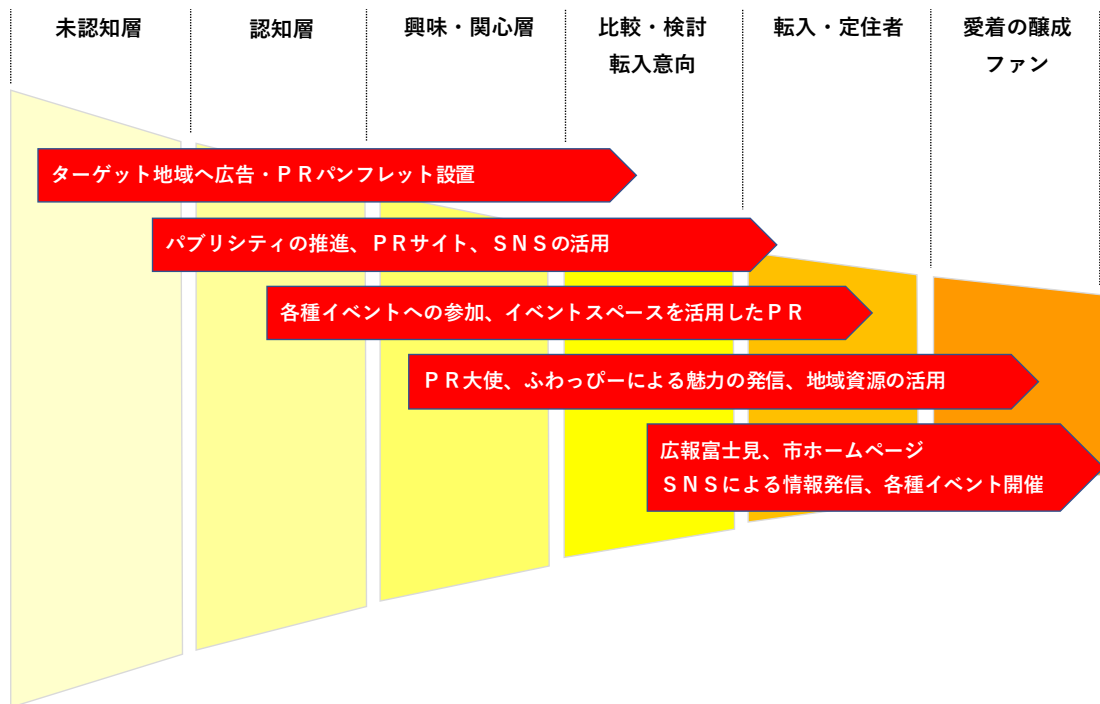 未認知層
認知層
興味・関心層
比較・検討
転入意向
転入・定住者
愛着の醸成
ファン
ターゲット地域へ広告・ＰＲパンフレット設置
パブリシティの推進、ＰＲサイト、ＳＮＳの活用
各種イベントへの参加、イベントスペースを活用したＰＲ
ＰＲ大使、ふわっぴーによる魅力の発信、地域資源の活用
広報富士見、市ホームページ
ＳＮＳによる情報発信、各種イベント開催